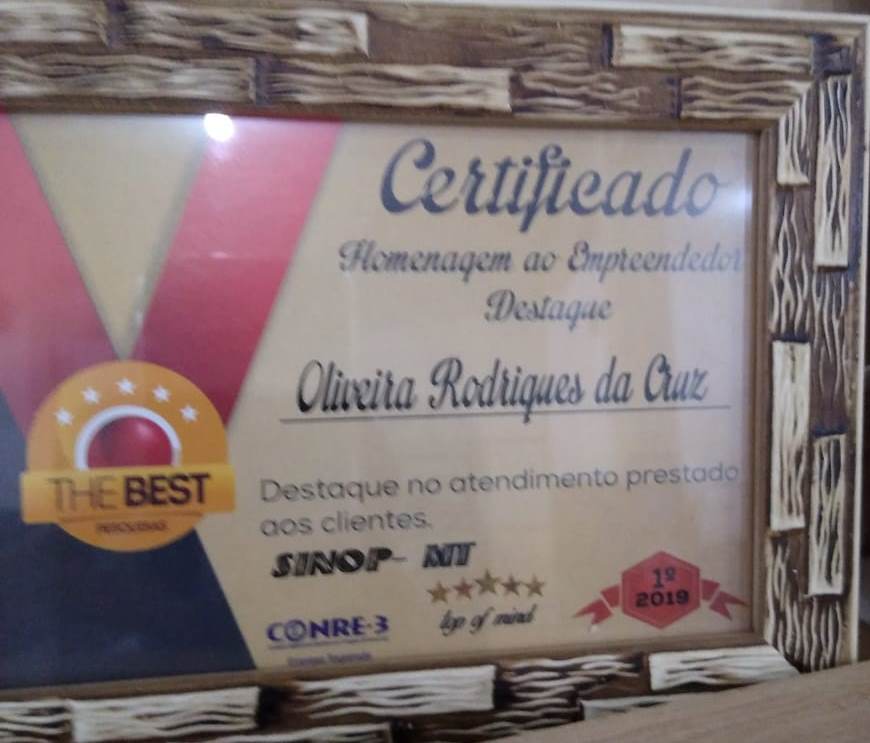 Certificado
Homenagem ao Empreendedor
Destaque
Oliveira Rodrigues da Cruz
THE BEST
PESQUISAS
Destaque no atendimento prestado
aos clientes.
SINOP- MT
top of mind
CONRE-3
1º
2019